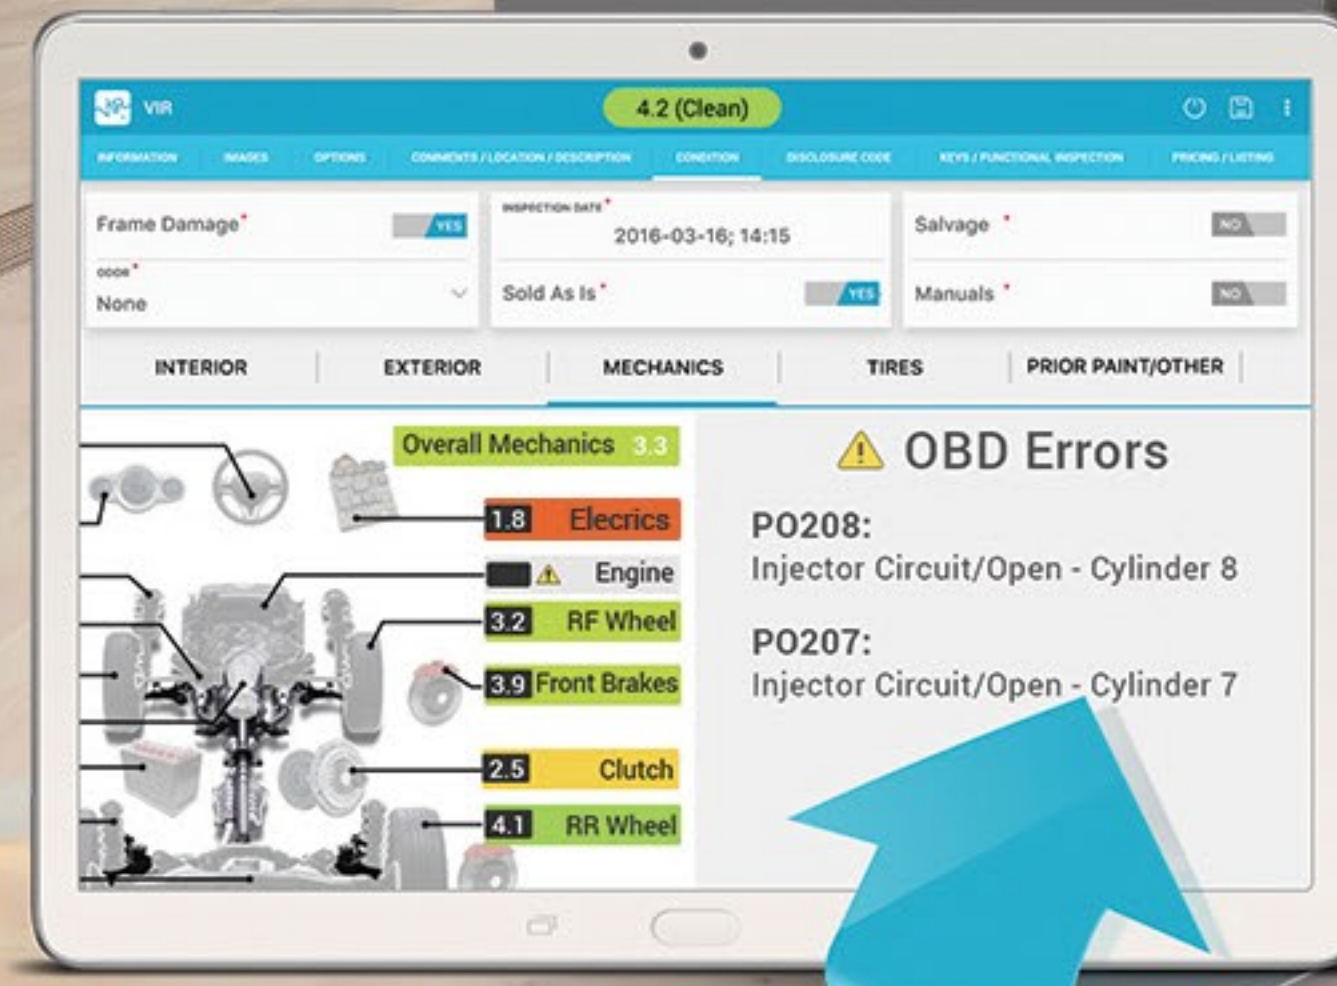 VIR
4.2 (Clean)
INFORMATION IMAGES OPTIONS COMMENTS / LOCATION / DESCRIPTION CONDITION DISCLOSURE CODE KEYS / FUNCTIONAL INSPECTION PRICING / LISTING
Frame Damage* YES
INSPECTION DATE*
2016-03-16; 14:15
Salvage * NO
ODOR*
None
Sold As Is* YES
Manuals * NO
INTERIOR EXTERIOR MECHANICS TIRES PRIOR PAINT/OTHER
Overall Mechanics 3.3
1.8 Elecrics
Engine
3.2 RF Wheel
3.9 Front Brakes
2.5 Clutch
4.1 RR Wheel
OBD Errors
PO208:
Injector Circuit/Open - Cylinder 8
PO207:
Injector Circuit/Open - Cylinder 7